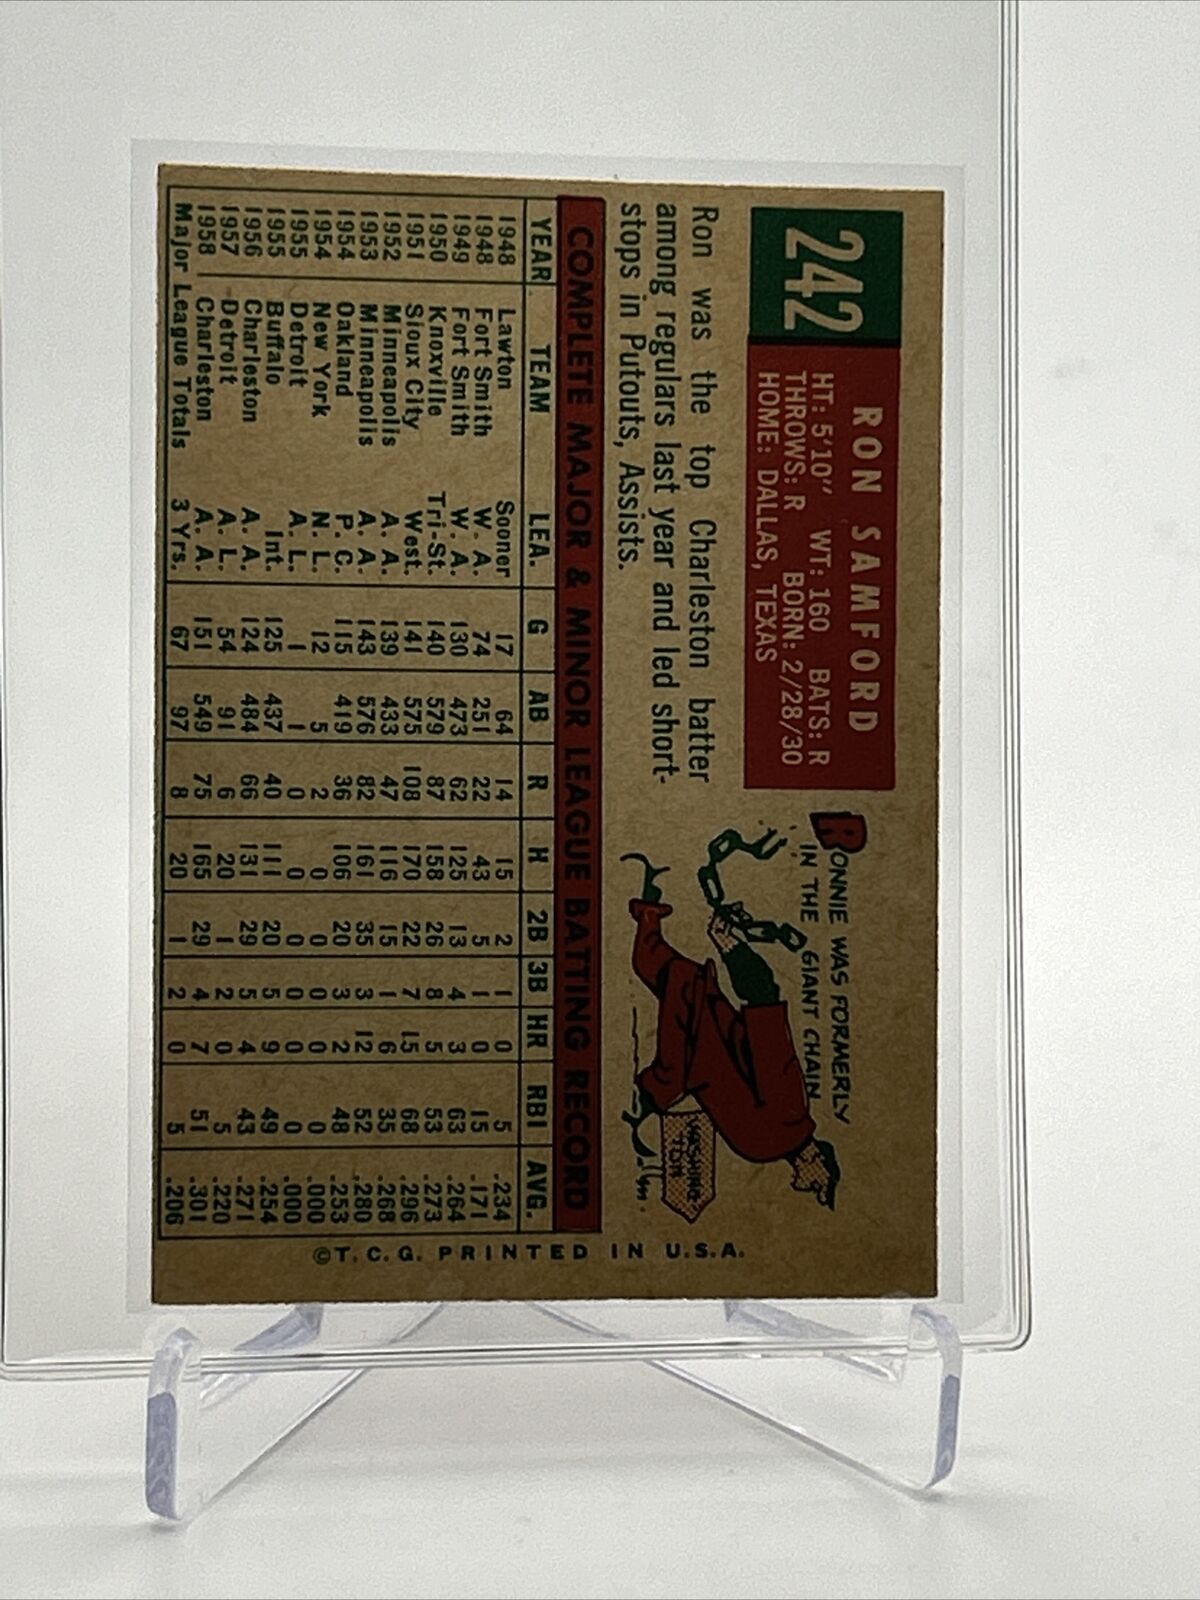 242
RON SAMFORD
HT: 5'10" WT: 160 BATS: R
THROWS: R BORN: 2/28/30
HOME: DALLAS, TEXAS
RONNIE WAS FORMERLY
IN THE GIANT CHAIN
WASHING-
TON
Ron was the top Charleston batter
among regulars last year and led short-
stops in Putouts, Assists.
COMPLETE MAJOR & MINOR LEAGUE BATTING RECORD
YEAR TEAM LEA. G AB R H 2B 3B HR RBI AVG.
1948 Lawton Sooner 17 64 14 15 2 1 0 5 .234
1948 Fort Smith W. A. 74 251 22 43 5 1 0 15 .171
1949 Fort Smith W. A. 130 473 62 125 13 4 3 63 .264
1950 Knoxville Tri-St. 140 579 87 158 26 8 5 53 .273
1951 Sioux City West. 141 575 108 170 22 7 15 68 .296
1952 Minneapolis A. A. 139 433 47 116 15 1 6 35 .268
1953 Minneapolis A. A. 143 576 82 161 35 3 12 52 .280
1954 Oakland P. C. 115 419 36 106 20 3 2 48 .253
1954 New York N. L. 12 5 2 0 0 0 0 0 .000
1955 Detroit A. L. 1 1 0 0 0 0 0 0 .000
1955 Buffalo Int. 125 437 40 111 20 5 9 49 .254
1956 Charleston A. A. 124 484 66 131 29 5 4 43 .271
1957 Detroit A. L. 54 91 6 20 1 2 0 5 .220
1958 Charleston A. A. 151 549 75 165 29 4 7 51 .301
Major League Totals 3 Yrs. 67 97 8 20 1 2 0 5 .206
©T.C.G. PRINTED IN U.S.A.